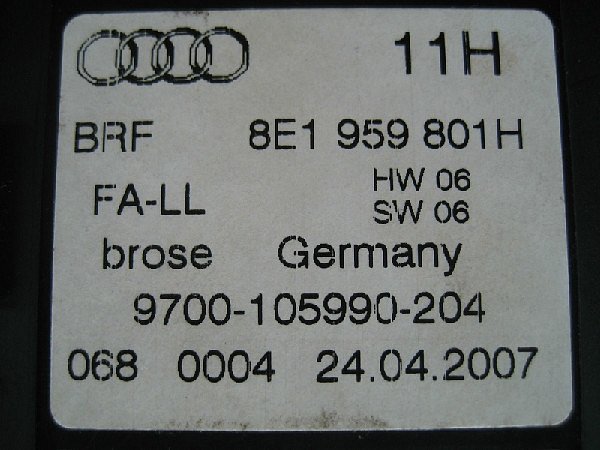 11H
BRF 8E1 959 801H
FA-LL HW 06
SW 06
brose Germany
9700-105990-204
068 0004 24.04.2007